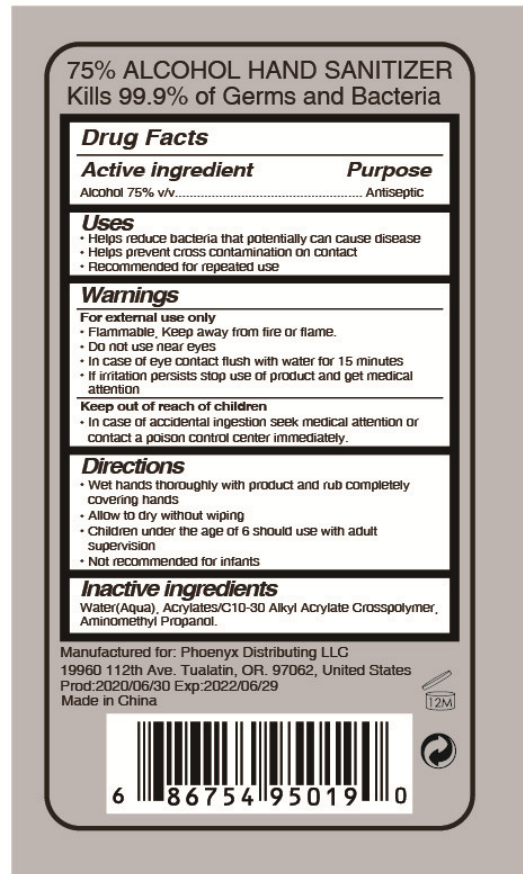 75% ALCOHOL HAND SANITIZER
Kills 99.9% of Germs and Bacteria
Drug Facts
Active ingredient Purpose
Alcohol 75% v/v.......................................................... Antiseptic
Uses
• Helps reduce bacteria that potentially can cause disease
• Helps prevent cross contamination on contact
• Recommended for repeated use
Warnings
For external use only
• Flammable, Keep away from fire or flame.
• Do not use near eyes
• In case of eye contact flush with water for 15 minutes
• If irritation persists stop use of product and get medical
attention
Keep out of reach of children
• In case of accidental ingestion seek medical attention or
contact a poison control center immediately.
Directions
• Wet hands thoroughly with product and rub completely
covering hands
• Allow to dry without wiping
• Children under the age of 6 should use with adult
supervision
• Not recommended for infants
Inactive ingredients
Water(Aqua), Acrylates/C10-30 Alkyl Acrylate Crosspolymer,
Aminomethyl Propanol.
Manufactured for: Phoenyx Distributing LLC
19960 112th Ave. Tualatin, OR. 97062, United States
Prod:2020/06/30 Exp:2022/06/29
Made in China
12M
6 86754 95019 0